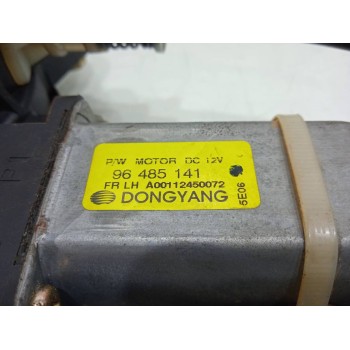 P/W MOTOR DC 12V
96 485 141
FR LH A00112450072
DONGYANG
5E06